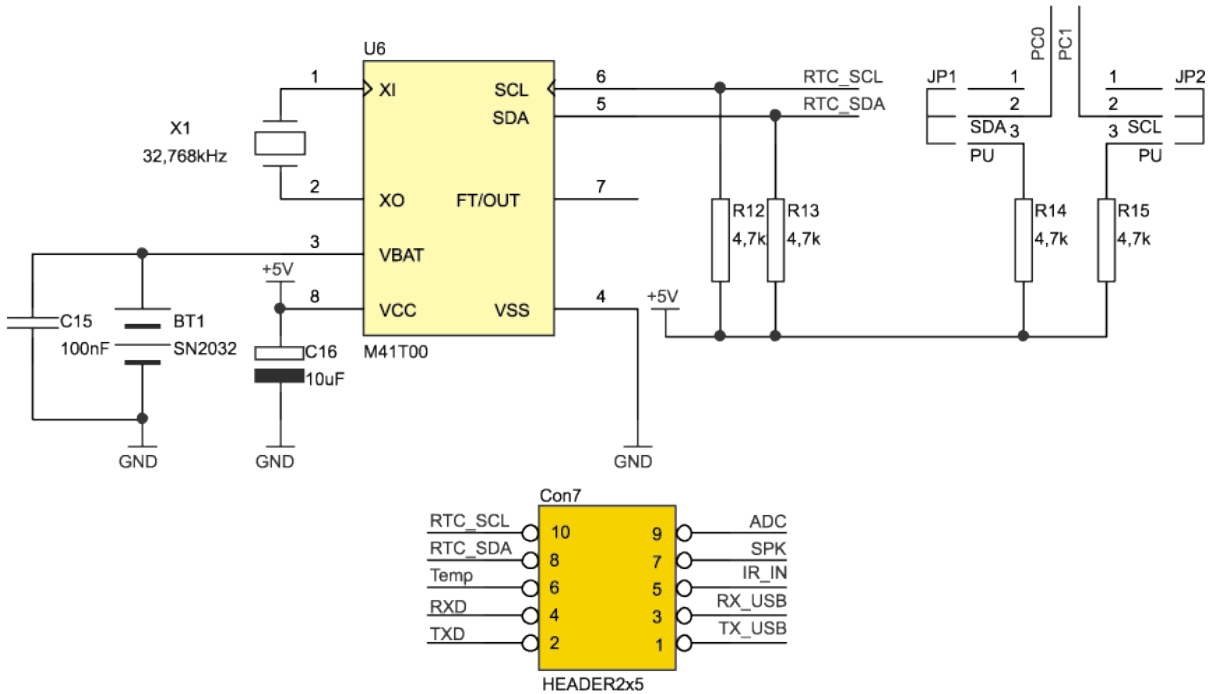 U6
1
XI
SCL
6
RTC_SCL
SDA
5
RTC_SDA
X1
32,768kHz
2
XO
FT/OUT
7
3
VBAT
+5V
8
VCC
VSS
4
M41T00
C15
100nF
BT1
SN2032
C16
10uF
GND
GND
GND
R12
4,7k
R13
4,7k
+5V
PC0
PC1
JP1
1
2
SDA
3
PU
1
JP2
2
3
SCL
PU
R14
4,7k
R15
4,7k
Con7
RTC_SCL
10
9
ADC
RTC_SDA
8
7
SPK
Temp
6
5
IR_IN
RXD
4
3
RX_USB
TXD
2
1
TX_USB
HEADER2x5